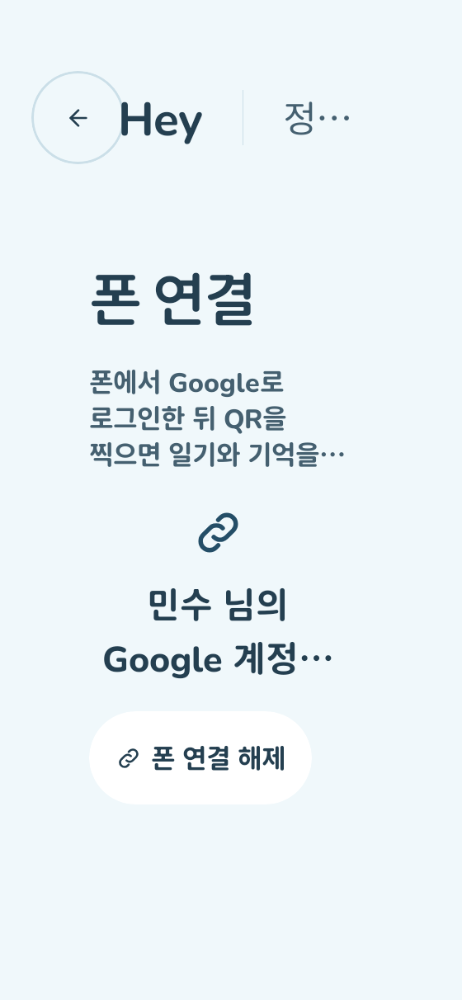 Hey
정…
폰 연결
폰에서 Google로
로그인한 뒤 QR을
찍으면 일기와 기억을…
민수 님의
Google 계정…
폰 연결 해제